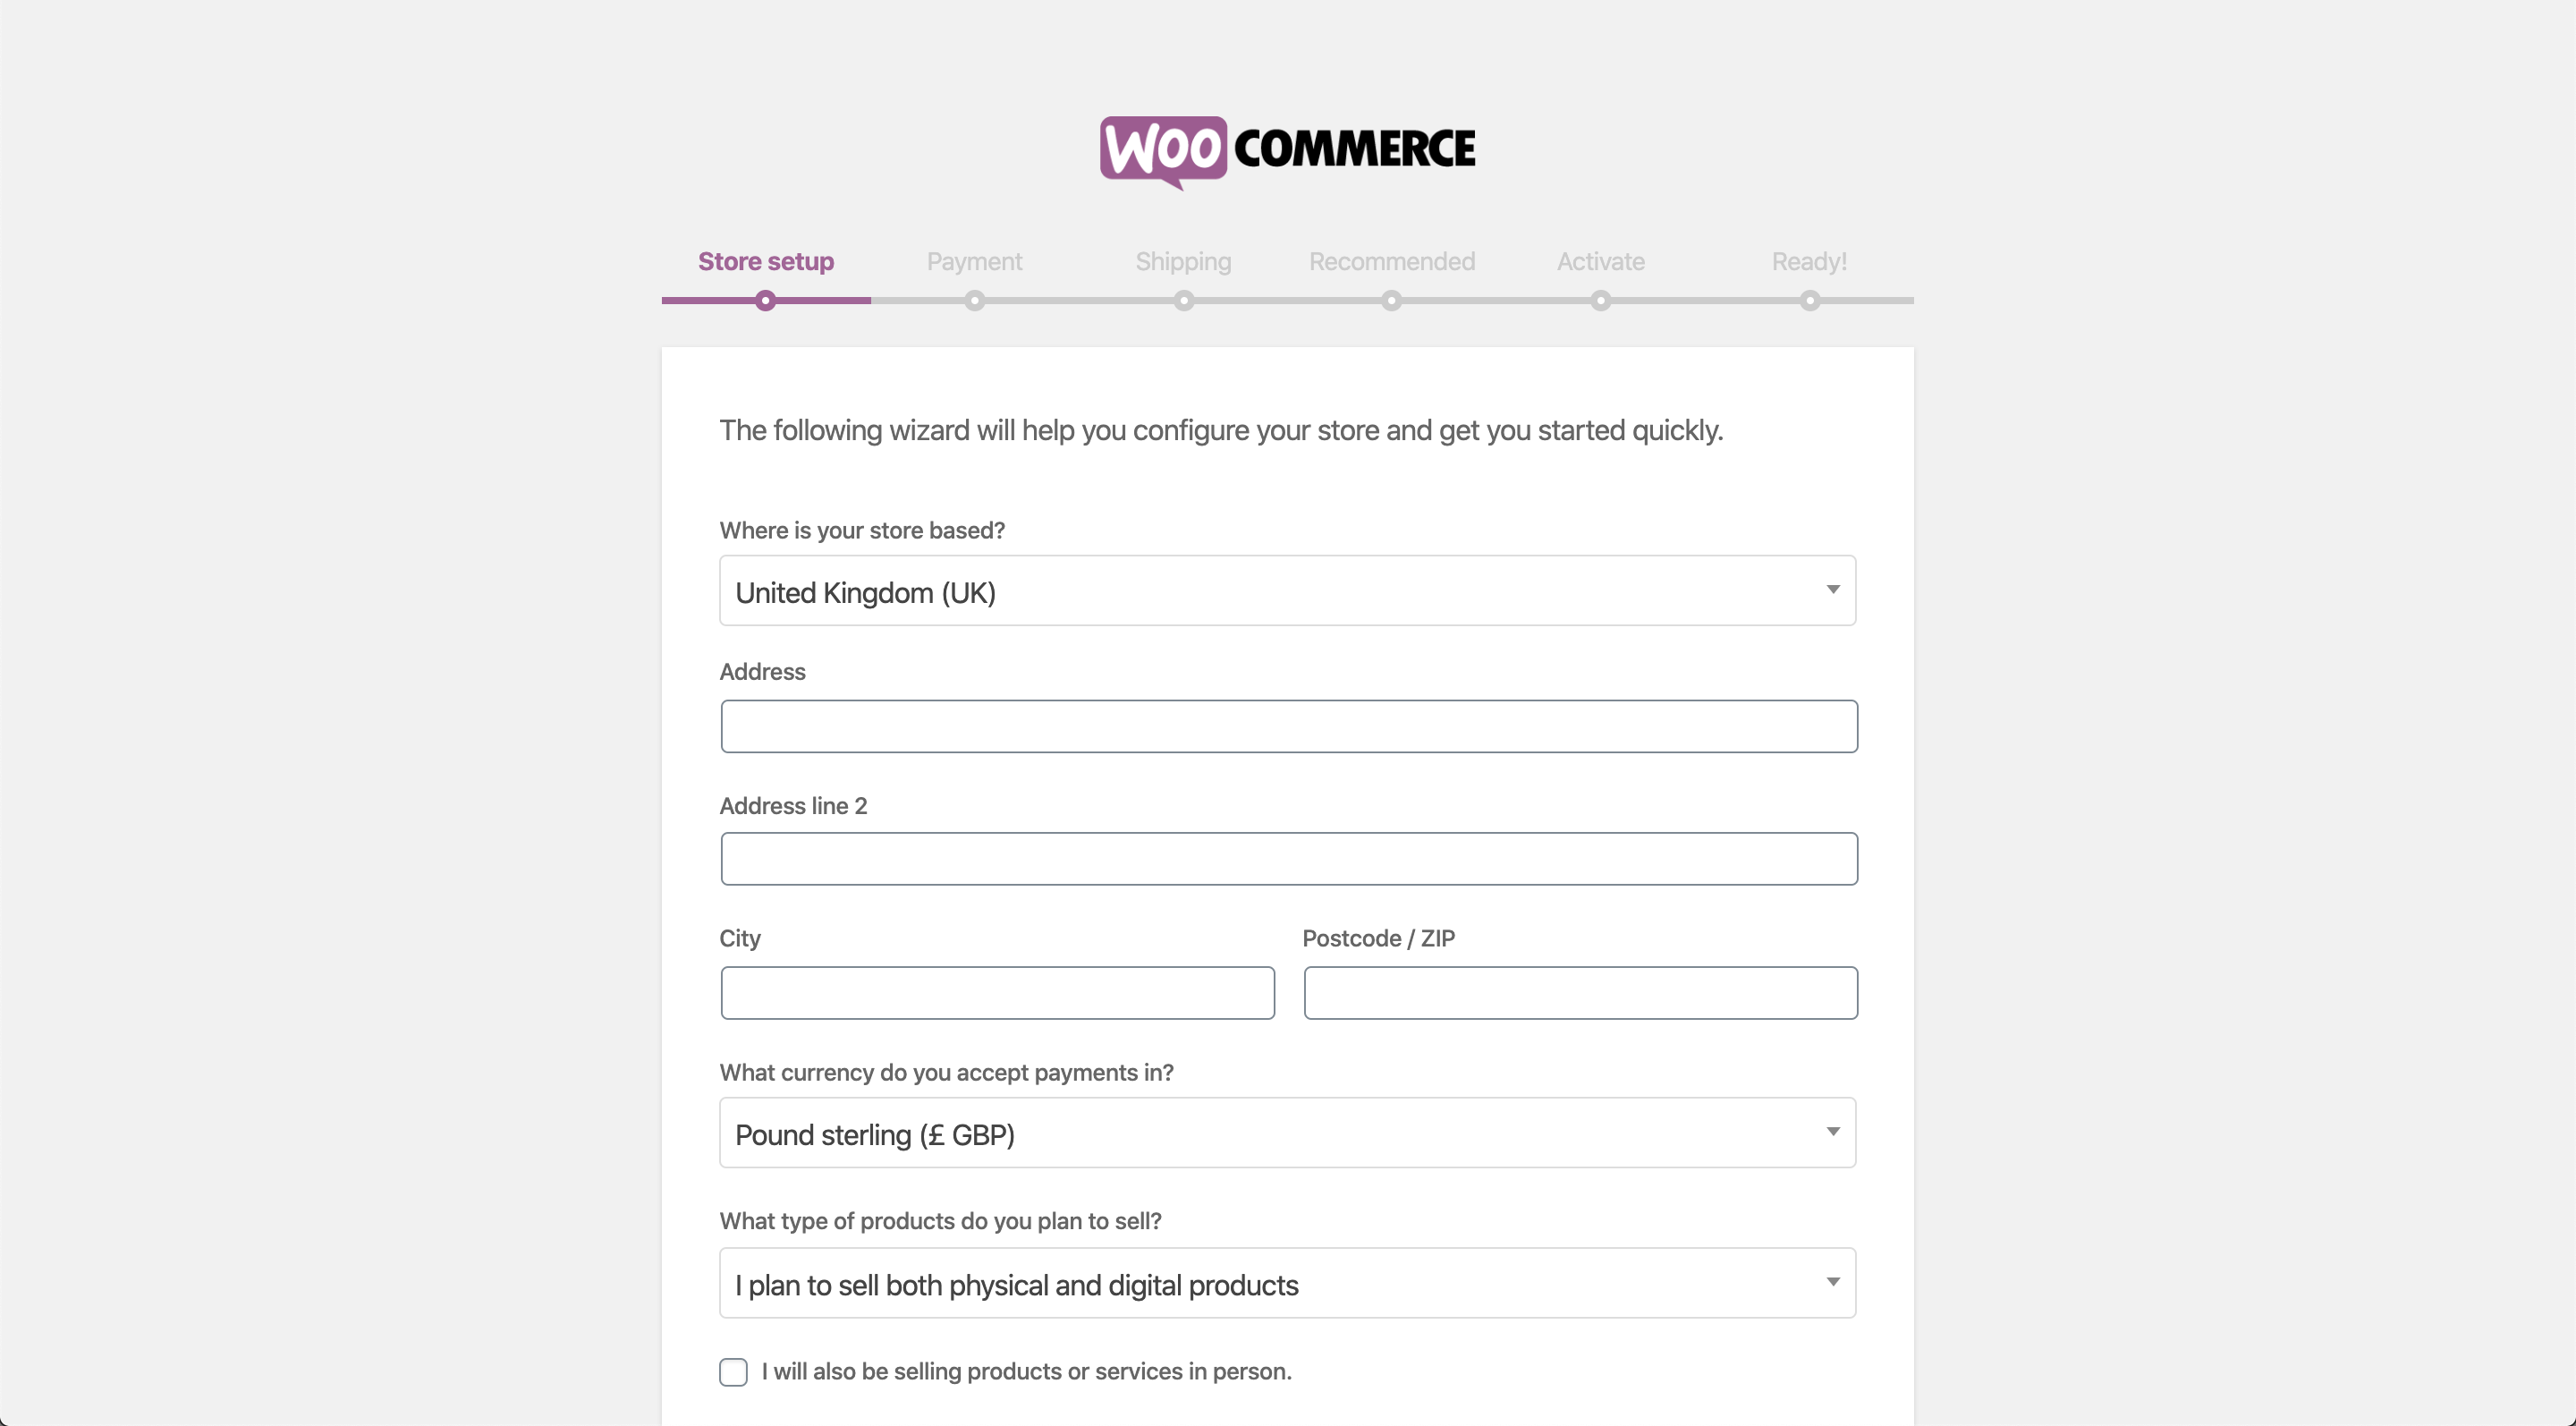 WOO COMMERCE
Store setup Payment Shipping Recommended Activate Ready!
The following wizard will help you configure your store and get you started quickly.
Where is your store based?
United Kingdom (UK)
Address
Address line 2
City Postcode / ZIP
What currency do you accept payments in?
Pound sterling (£ GBP)
What type of products do you plan to sell?
I plan to sell both physical and digital products
I will also be selling products or services in person.